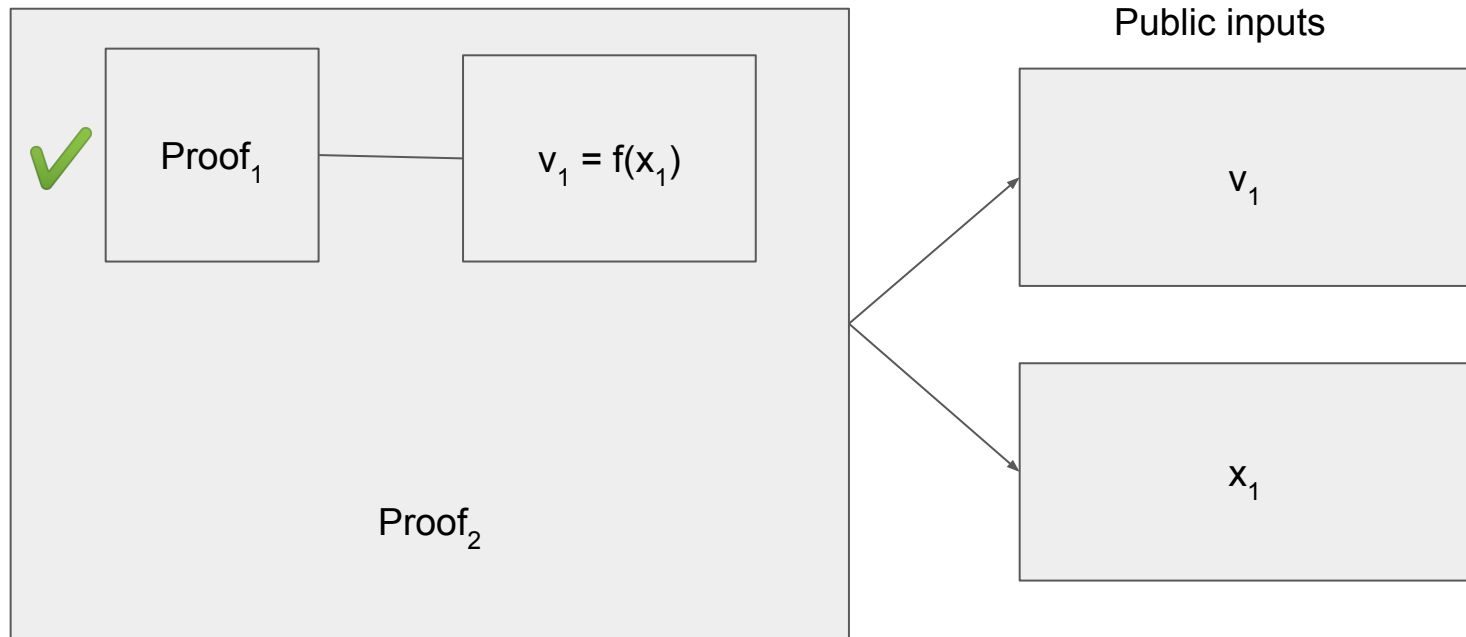 Public inputs
Proof₁
v₁ = f(x₁)
v₁
x₁
Proof₂